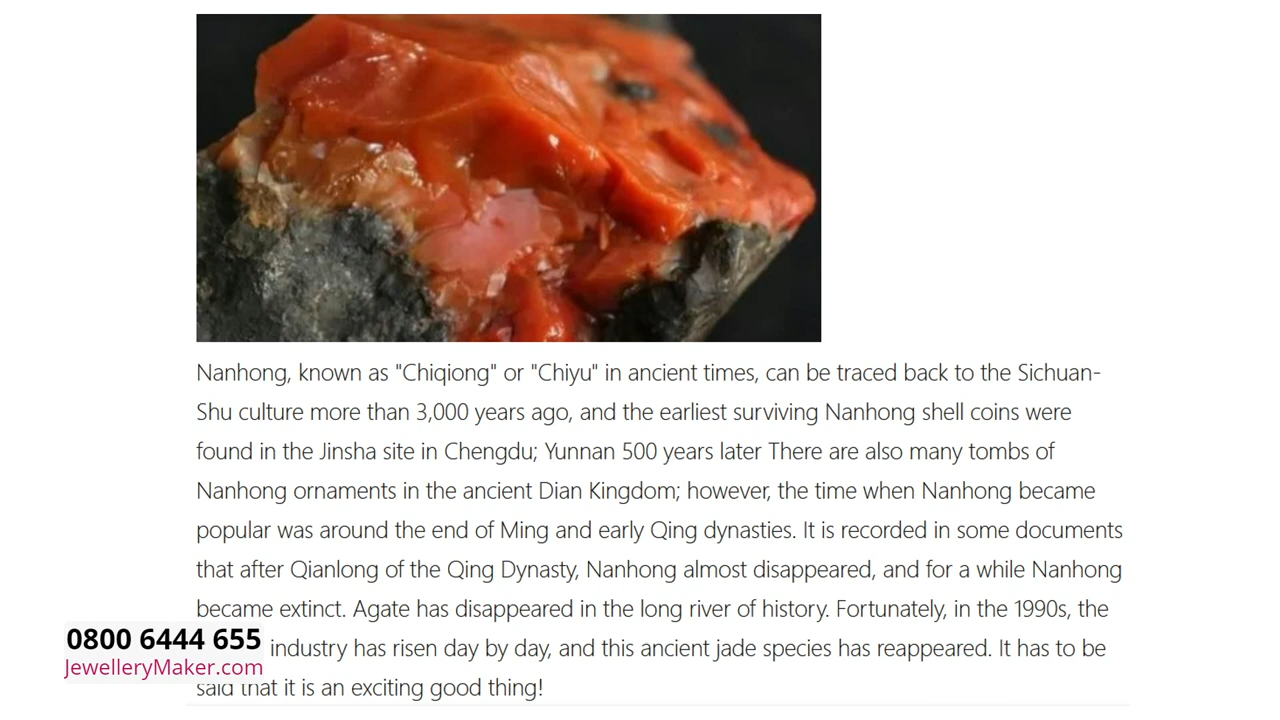 Nanhong, known as "Chiqiong" or "Chiyu" in ancient times, can be traced back to the Sichuan-
Shu culture more than 3,000 years ago, and the earliest surviving Nanhong shell coins were
found in the Jinsha site in Chengdu; Yunnan 500 years later There are also many tombs of
Nanhong ornaments in the ancient Dian Kingdom; however, the time when Nanhong became
popular was around the end of Ming and early Qing dynasties. It is recorded in some documents
that after Qianlong of the Qing Dynasty, Nanhong almost disappeared, and for a while Nanhong
became extinct. Agate has disappeared in the long river of history. Fortunately, in the 1990s, the
industry has risen day by day, and this ancient jade species has reappeared. It has to be
said that it is an exciting good thing!
0800 6444 655
JewelleryMaker.com